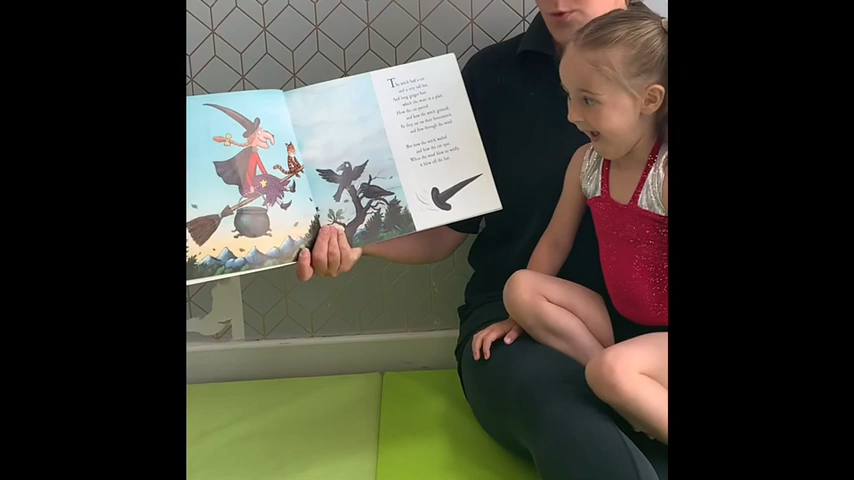 The witch had a cat
and a very tall hat,
And long ginger hair
which she wore in a plait.
How the cat purred
and how the witch grinned,
As they sat on their broomstick
and flew through the wind.
But how the witch wailed
and how the cat spat,
When the wind blew so wildly
it blew off the hat.